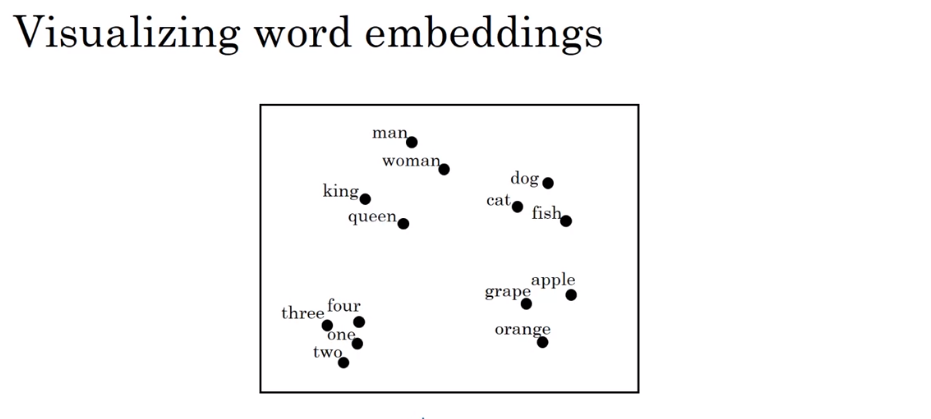 Visualizing word embeddings
man
woman
dog
king
cat
queen
fish
apple
grape
three
four
orange
one
two